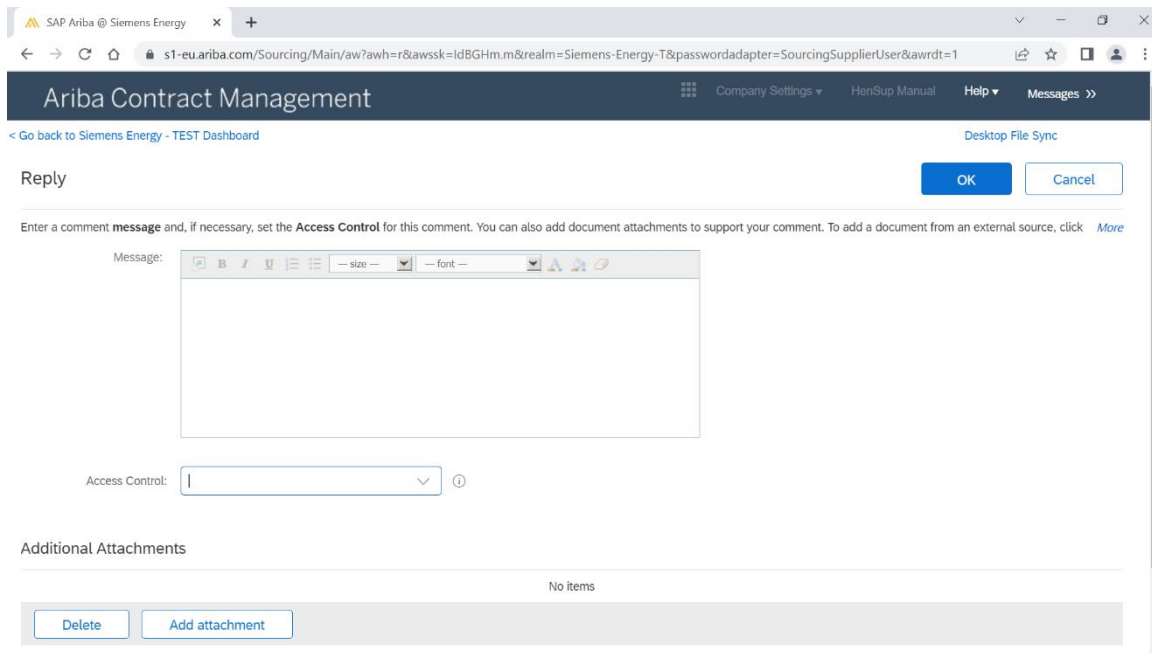 SAP Ariba @ Siemens Energy
s1-eu.ariba.com/Sourcing/Main/aw?awh=r&awssk=IdBGHm.m&realm=Siemens-Energy-T&passwordadapter=SourcingSupplierUser&awrdt=1
Ariba Contract Management Company Settings HenSup Manual Help Messages >>
< Go back to Siemens Energy - TEST Dashboard Desktop File Sync
Reply OK Cancel
Enter a comment message and, if necessary, set the Access Control for this comment. You can also add document attachments to support your comment. To add a document from an external source, click More
Message: B I U — size — — font — A
Access Control:
Additional Attachments
No items
Delete Add attachment